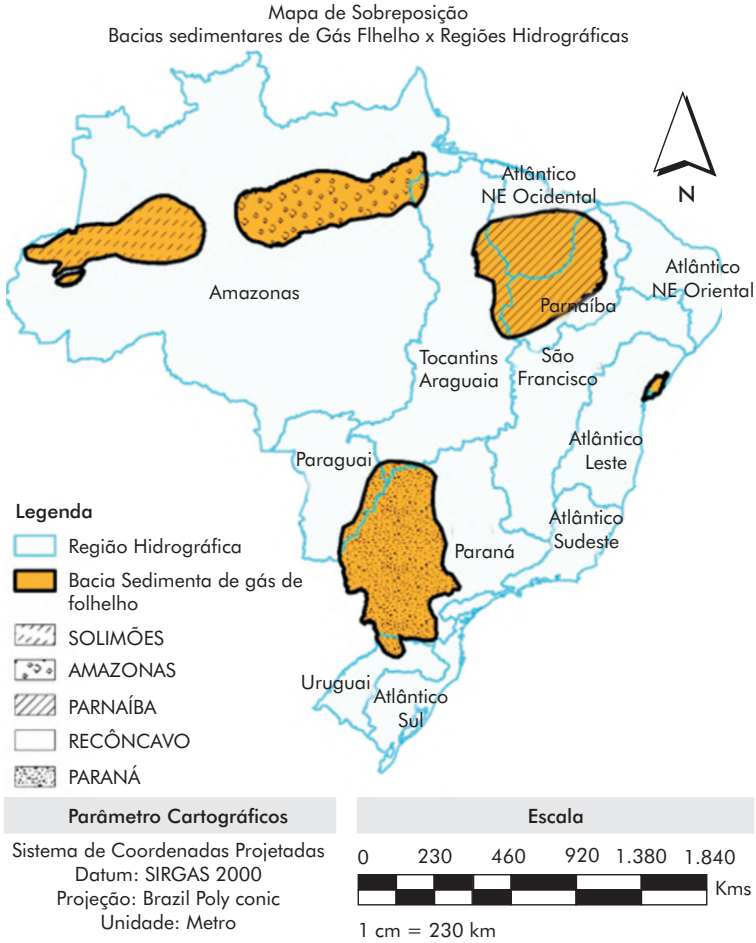 Mapa de Sobreposição
Bacias sedimentares de Gás Flhelho x Regiões Hidrográficas
N
Atlântico
NE Ocidental
Atlântico
NE Oriental
Amazonas
Parnaíba
Tocantins
Araguaia
São
Francisco
Atlântico
Leste
Paraguai
Atlântico
Sudeste
Paraná
Uruguai
Atlântico
Sul
Legenda
Região Hidrográfica
Bacia Sedimenta de gás de
folhelho
SOLIMÕES
AMAZONAS
PARNAÍBA
RECÔNCAVO
PARANÁ
Parâmetro Cartográficos
Sistema de Coordenadas Projetadas
Datum: SIRGAS 2000
Projeção: Brazil Poly conic
Unidade: Metro
Escala
0 230 460 920 1.380 1.840
Kms
1 cm = 230 km